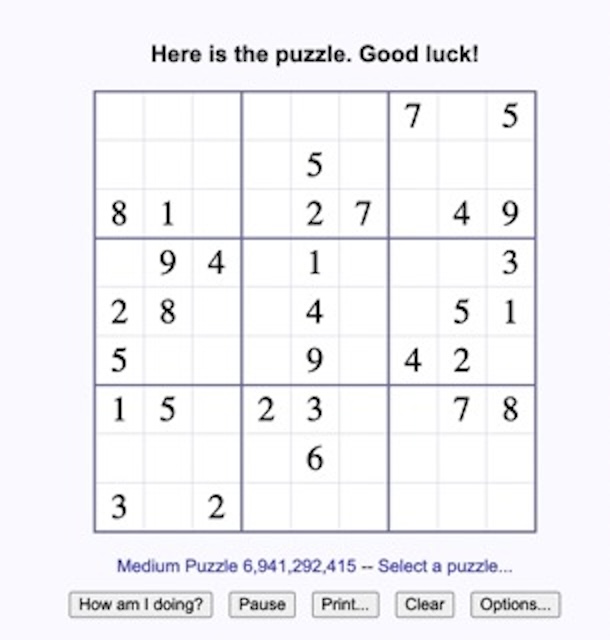 Here is the puzzle. Good luck!
7 5
5
8 1 2 7 4 9
9 4 1 3
2 8 4 5 1
5 9 4 2
1 5 2 3 7 8
6
3 2
Medium Puzzle 6,941,292,415 -- Select a puzzle...
How am I doing? Pause Print... Clear Options...